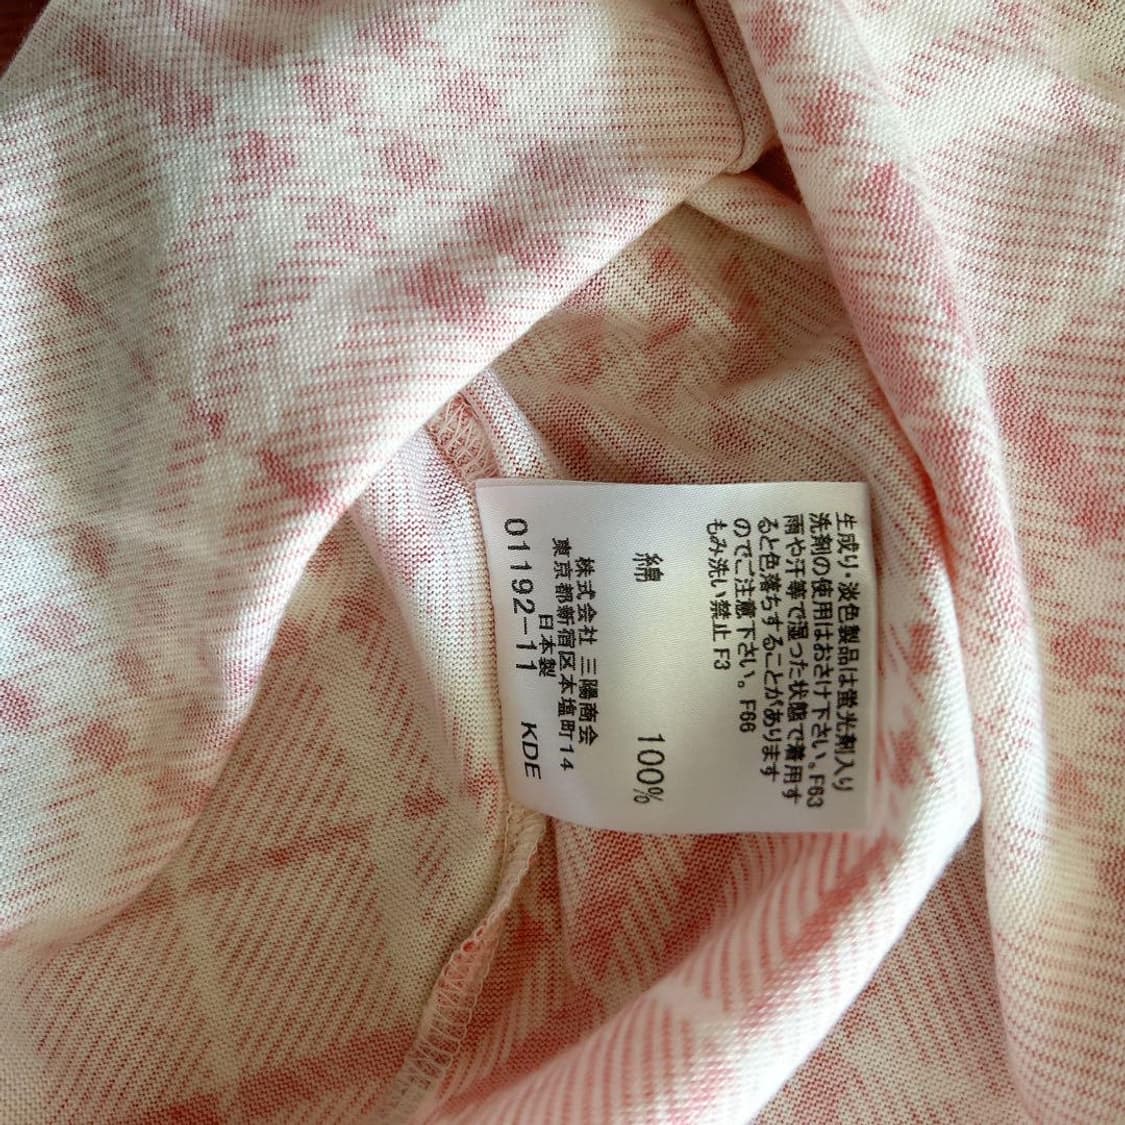 生成り・淡色製品は蛍光剤入り
洗剤の使用はおさけ下さい。F63
雨や汗等で湿った状態で着用す
ると色落ちすることがあります
のでご注意下さい。F66
もみ洗い禁止 F3
綿 100%
株式会社 三陽商会
東京都新宿区本塩町14
日本製
01192-11 KDE